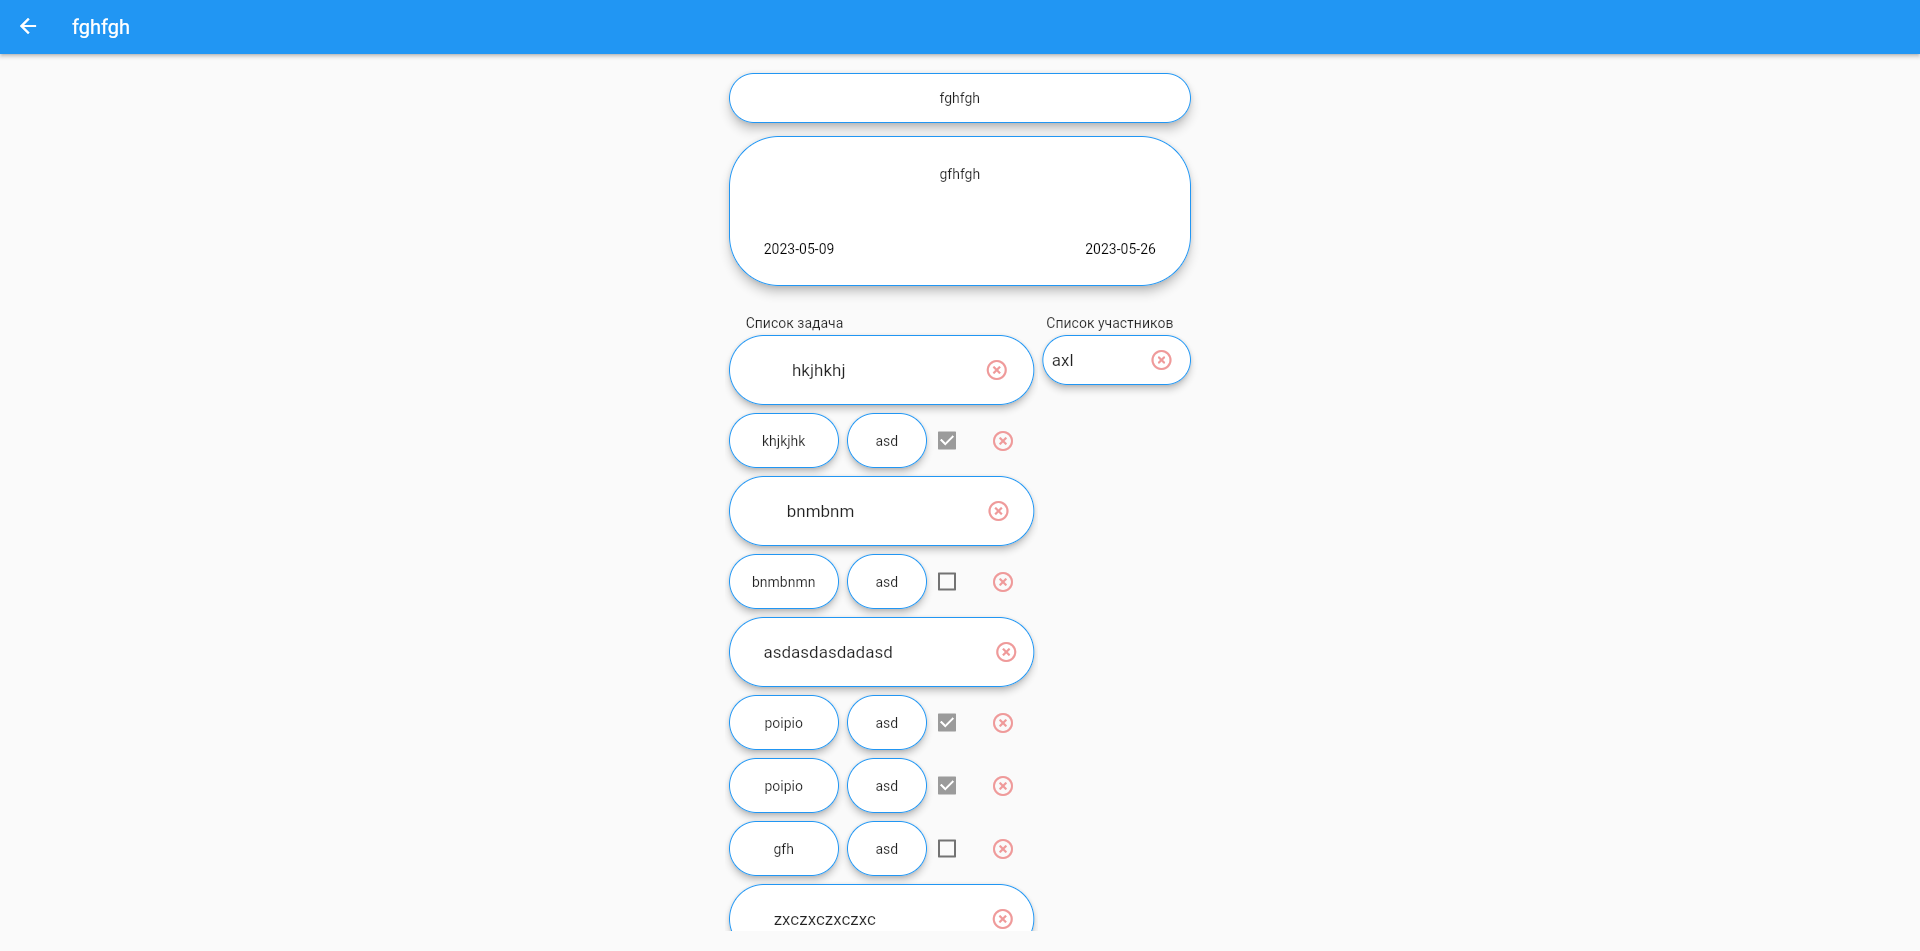 fghfgh
fghfgh
gfhfgh
2023-05-09 2023-05-26
Список задача
Список участников
hkjhkhj
axl
khjkjhk asd
bnmbnm
bnmbnmn asd
asdasdasdadasd
poipio asd
poipio asd
gfh asd
zxczxczxczxc